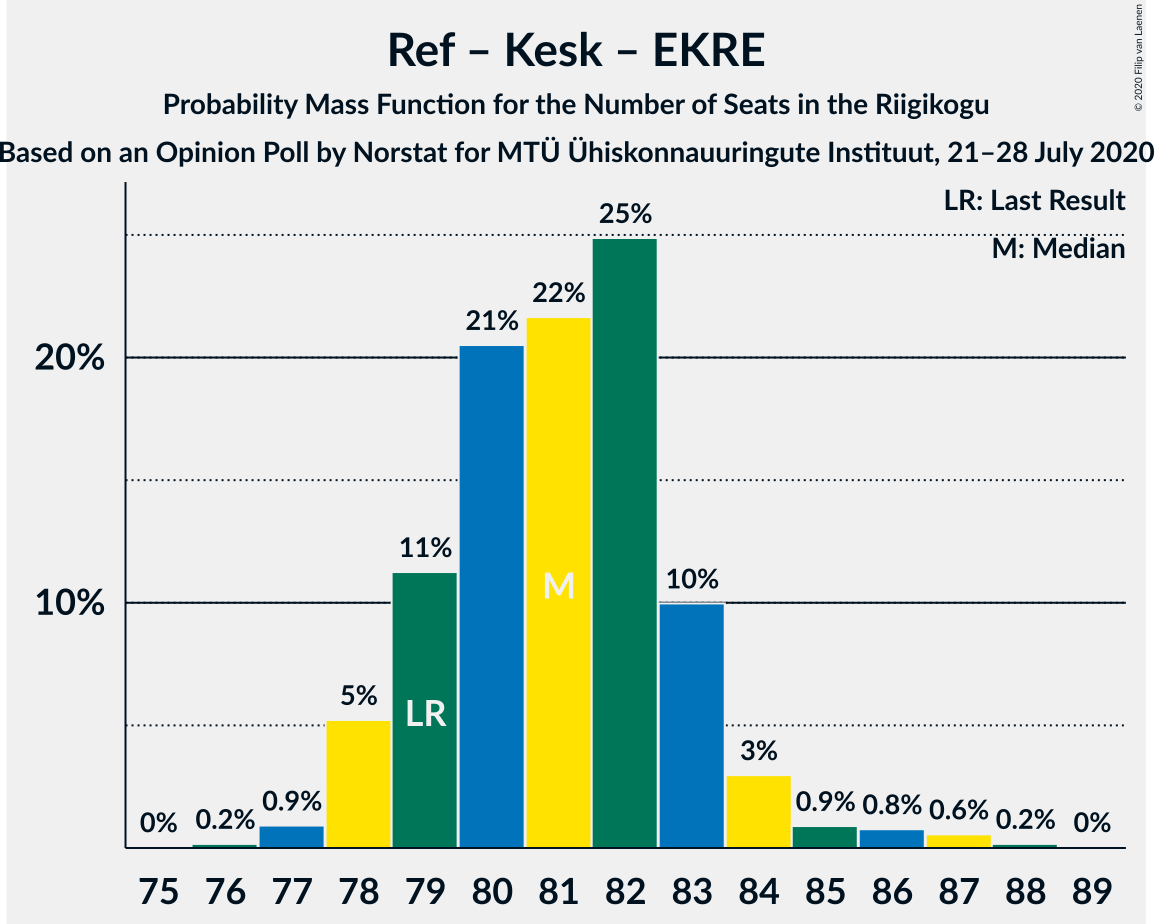 Ref – Kesk – EKRE
Probability Mass Function for the Number of Seats in the Riigikogu
Based on an Opinion Poll by Norstat for MTÜ Ühiskonnauuringute Instituut, 21–28 July 2020
© 2020 Filip van Laenen
LR: Last Result
M: Median
25%
22%
21%
20%
11%
10%
10%
M
5%
LR
3%
0%
0.2%
0.9%
0.9%
0.8%
0.6%
0.2%
0%
75 76 77 78 79 80 81 82 83 84 85 86 87 88 89